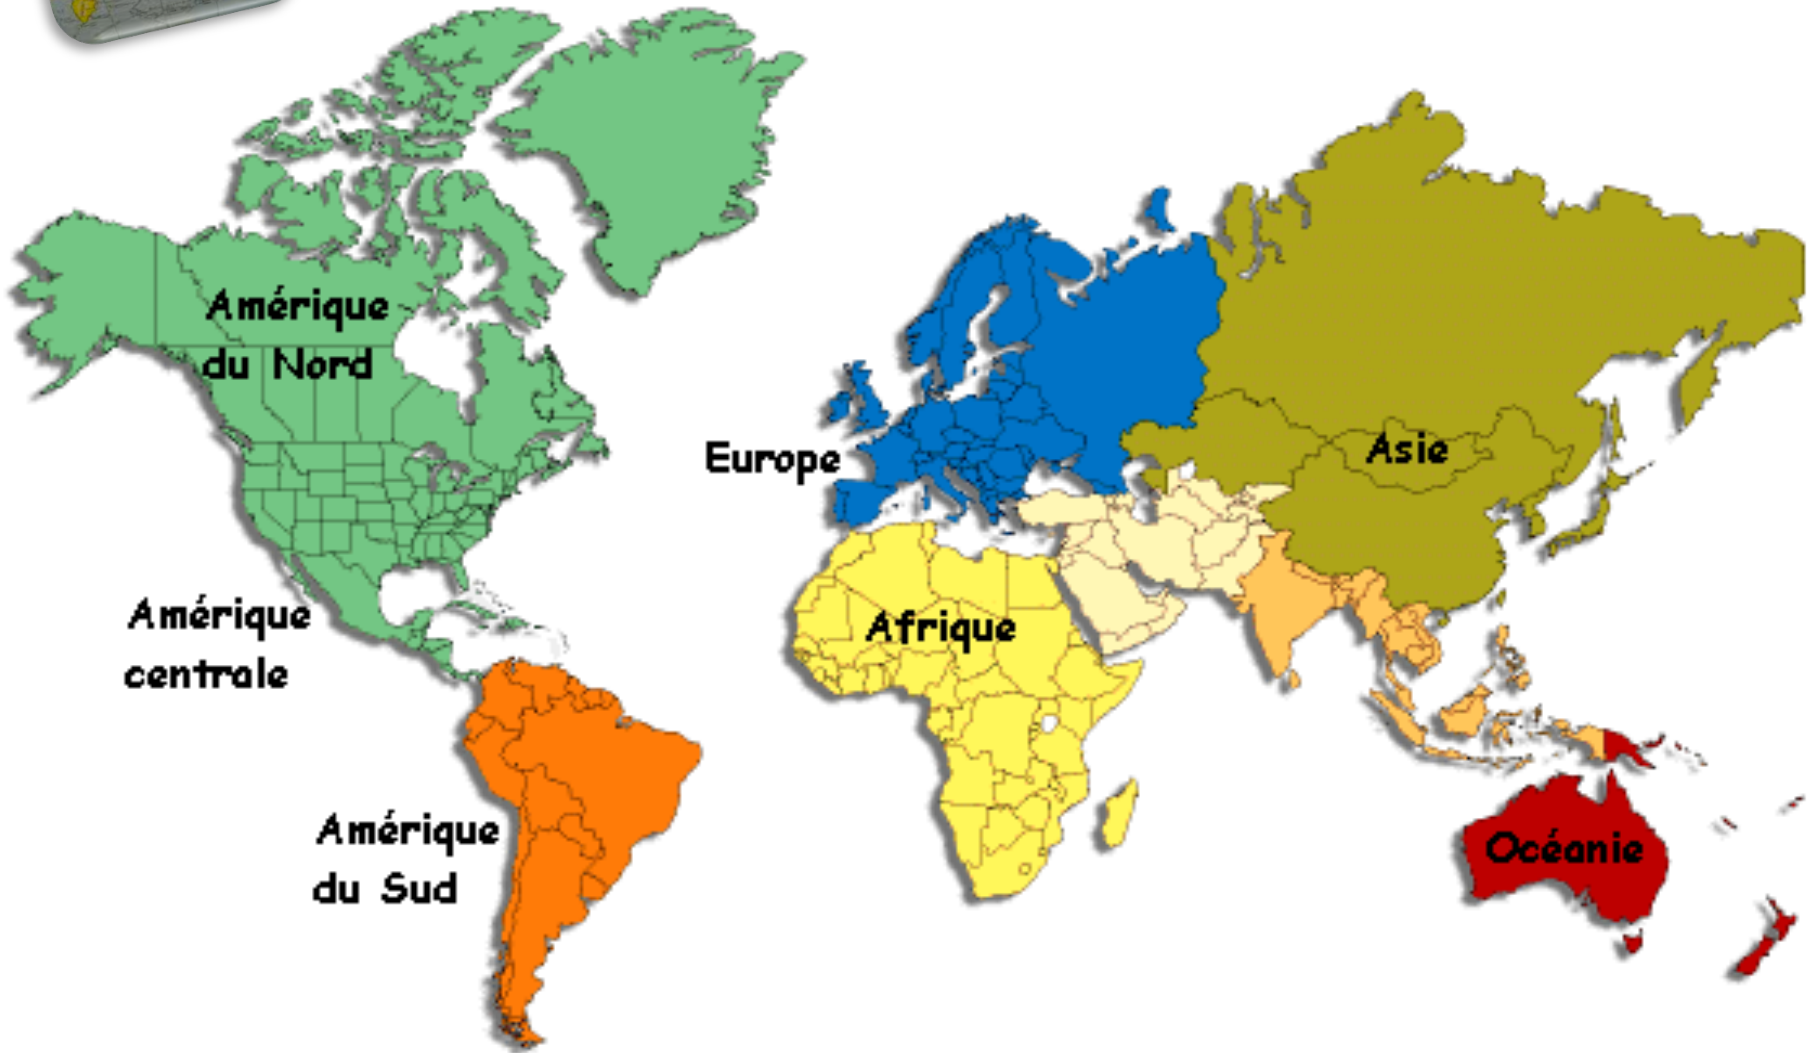 Amérique
du Nord
Europe
Asie
Amérique
centrale
Afrique
Amérique
du Sud
Océanie